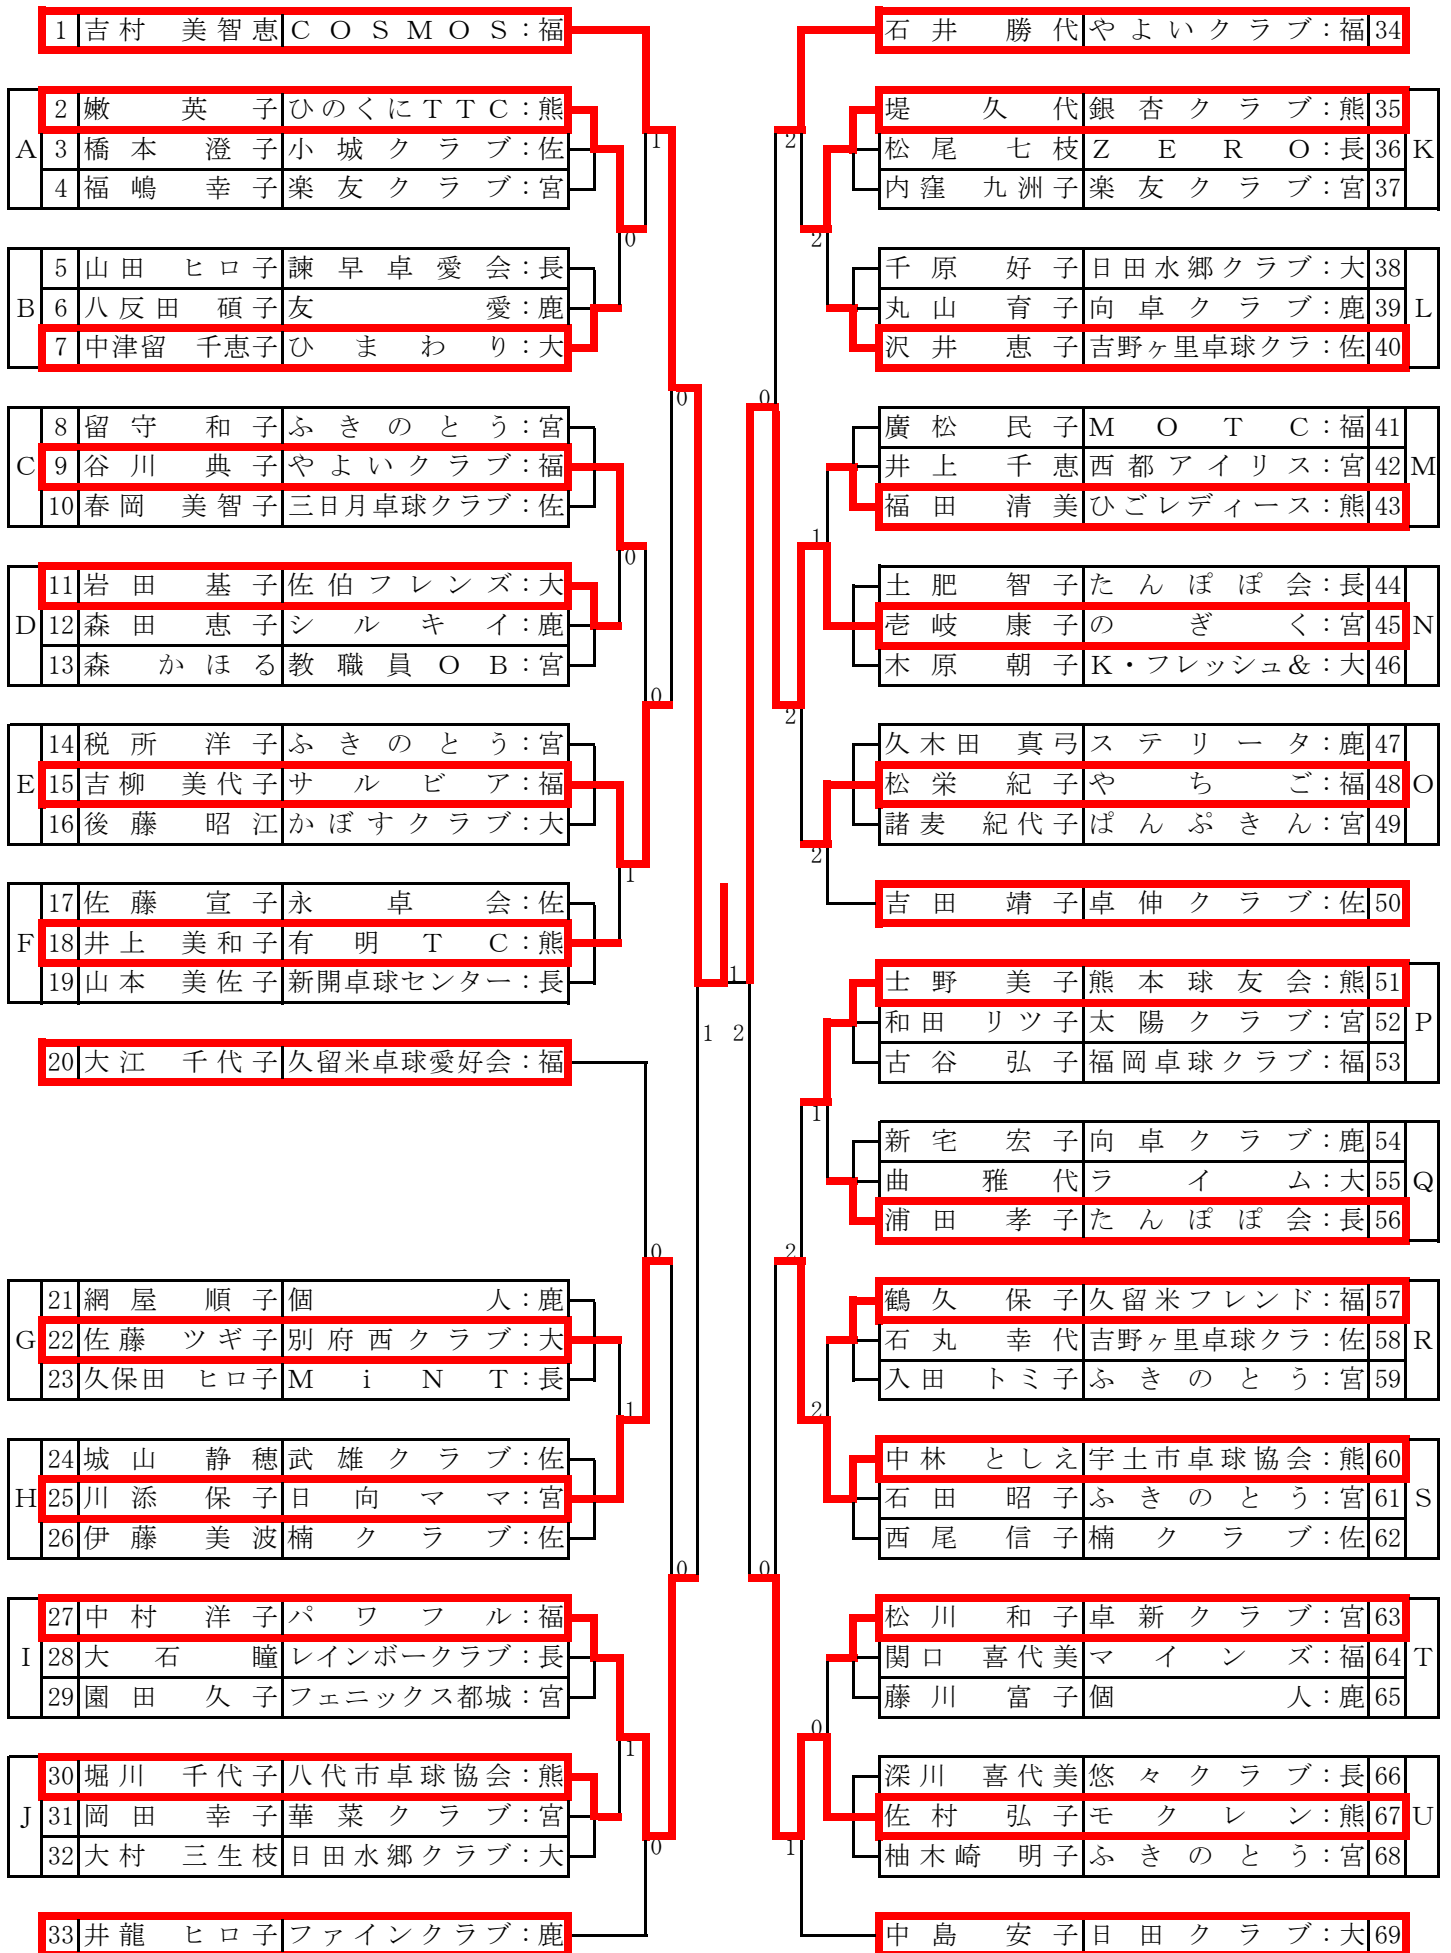 1 吉村 美智恵 COSMOS：福
A
2 嫩 英子 ひのくにTTC：熊
3 橋本 澄子 小城クラブ：佐
4 福嶋 幸子 楽友クラブ：宮
B
5 山田 ヒロ子 諫早卓愛会：長
6 八反田 碩子 友愛：鹿
7 中津留 千恵子 ひまわり：大
C
8 留守 和子 ふきのとう：宮
9 谷川 典子 やよいクラブ：福
10 春岡 美智子 三日月卓球クラブ：佐
D
11 岩田 基子 佐伯フレンズ：大
12 森田 恵子 シルキイ：鹿
13 森 かほる 教職員OB：宮
E
14 税所 洋子 ふきのとう：宮
15 吉柳 美代子 サルビア：福
16 後藤 昭江 かぼすクラブ：大
F
17 佐藤 宣子 永卓会：佐
18 井上 美和子 有明TC：熊
19 山本 美佐子 新開卓球センター：長
20 大江 千代子 久留米卓球愛好会：福
G
21 網屋 順子 個人：鹿
22 佐藤 ツギ子 別府西クラブ：大
23 久保田 ヒロ子 MiNT：長
H
24 城山 静穂 武雄クラブ：佐
25 川添 保子 日向ママ：宮
26 伊藤 美波 楠クラブ：佐
I
27 中村 洋子 パワフル：福
28 大石 瞳 レインボークラブ：長
29 園田 久子 フェニックス都城：宮
J
30 堀川 千代子 八代市卓球協会：熊
31 岡田 幸子 華菜クラブ：宮
32 大村 三生枝 日田水郷クラブ：大
33 井龍 ヒロ子 ファインクラブ：鹿
1
0
0
0
0
1
0
1
0
1
0
1 2
1
2
2
0
1
2
2
1
2
2
0
0
1
石井 勝代 やよいクラブ：福 34
堤 久代 銀杏クラブ：熊 35
松尾 七枝 ZERO：長 36
内窪 九洲子 楽友クラブ：宮 37
K
千原 好子 日田水郷クラブ：大 38
丸山 育子 向卓クラブ：鹿 39
沢井 恵子 吉野ヶ里卓球クラ：佐 40
L
廣松 民子 MOTC：福 41
井上 千恵 西都アイリス：宮 42
福田 清美 ひごレディース：熊 43
M
土肥 智子 たんぽぽ会：長 44
壱岐 康子 のぎく：宮 45
木原 朝子 K・フレッシュ&：大 46
N
久木田 真弓 ステリータ：鹿 47
松栄 紀子 やちご：福 48
諸麦 紀代子 ぱんぷきん：宮 49
O
吉田 靖子 卓伸クラブ：佐 50
士野 美子 熊本球友会：熊 51
和田 リツ子 太陽クラブ：宮 52
古谷 弘子 福岡卓球クラブ：福 53
P
新宅 宏子 向卓クラブ：鹿 54
曲 雅代 ライム：大 55
浦田 孝子 たんぽぽ会：長 56
Q
鶴久 保子 久留米フレンド：福 57
石丸 幸代 吉野ヶ里卓球クラ：佐 58
入田 トミ子 ふきのとう：宮 59
R
中林 としえ 宇土市卓球協会：熊 60
石田 昭子 ふきのとう：宮 61
西尾 信子 楠クラブ：佐 62
S
松川 和子 卓新クラブ：宮 63
関口 喜代美 マインズ：福 64
藤川 富子 個人：鹿 65
T
深川 喜代美 悠々クラブ：長 66
佐村 弘子 モクレン：熊 67
柚木崎 明子 ふきのとう：宮 68
U
中島 安子 日田クラブ：大 69